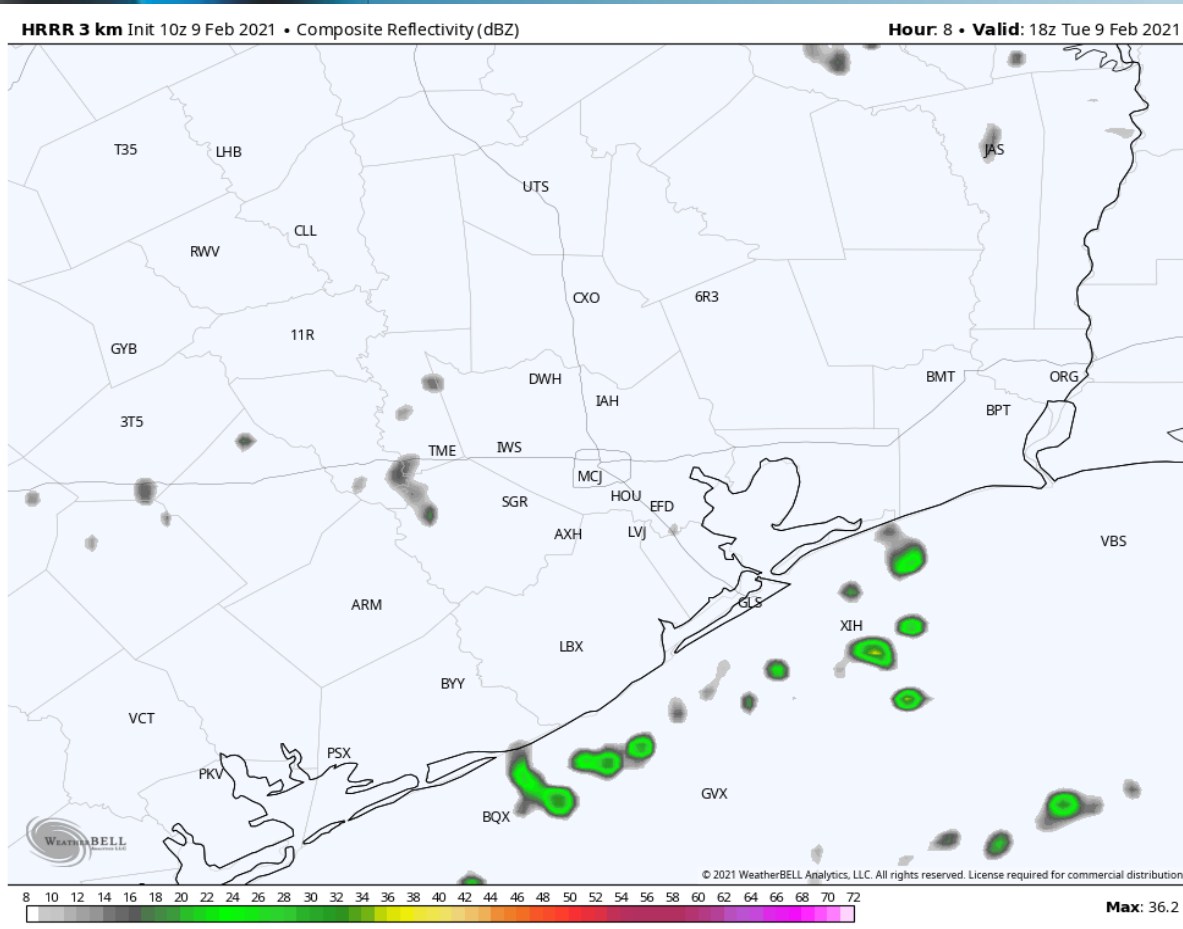 HRRR 3 km Init 10z 9 Feb 2021 • Composite Reflectivity (dBZ)
Hour: 8 • Valid: 18z Tue 9 Feb 2021
T35
LHB
JAS
UTS
CLL
RWV
CXO
6R3
11R
GYB
DWH
BMT
ORG
IAH
BPT
3T5
TME
IWS
MCJ
HOU
SGR
EFD
AXH
LVJ
VBS
ARM
GLS
XIH
LBX
BYY
VCT
PSX
PKV
GVX
BQX
WEATHERBELL
Analytics LLC
© 2021 WeatherBELL Analytics, LLC. All rights reserved. License required for commercial distribution
8 10 12 14 16 18 20 22 24 26 28 30 32 34 36 38 40 42 44 46 48 50 52 54 56 58 60 62 64 66 68 70 72
Max: 36.2